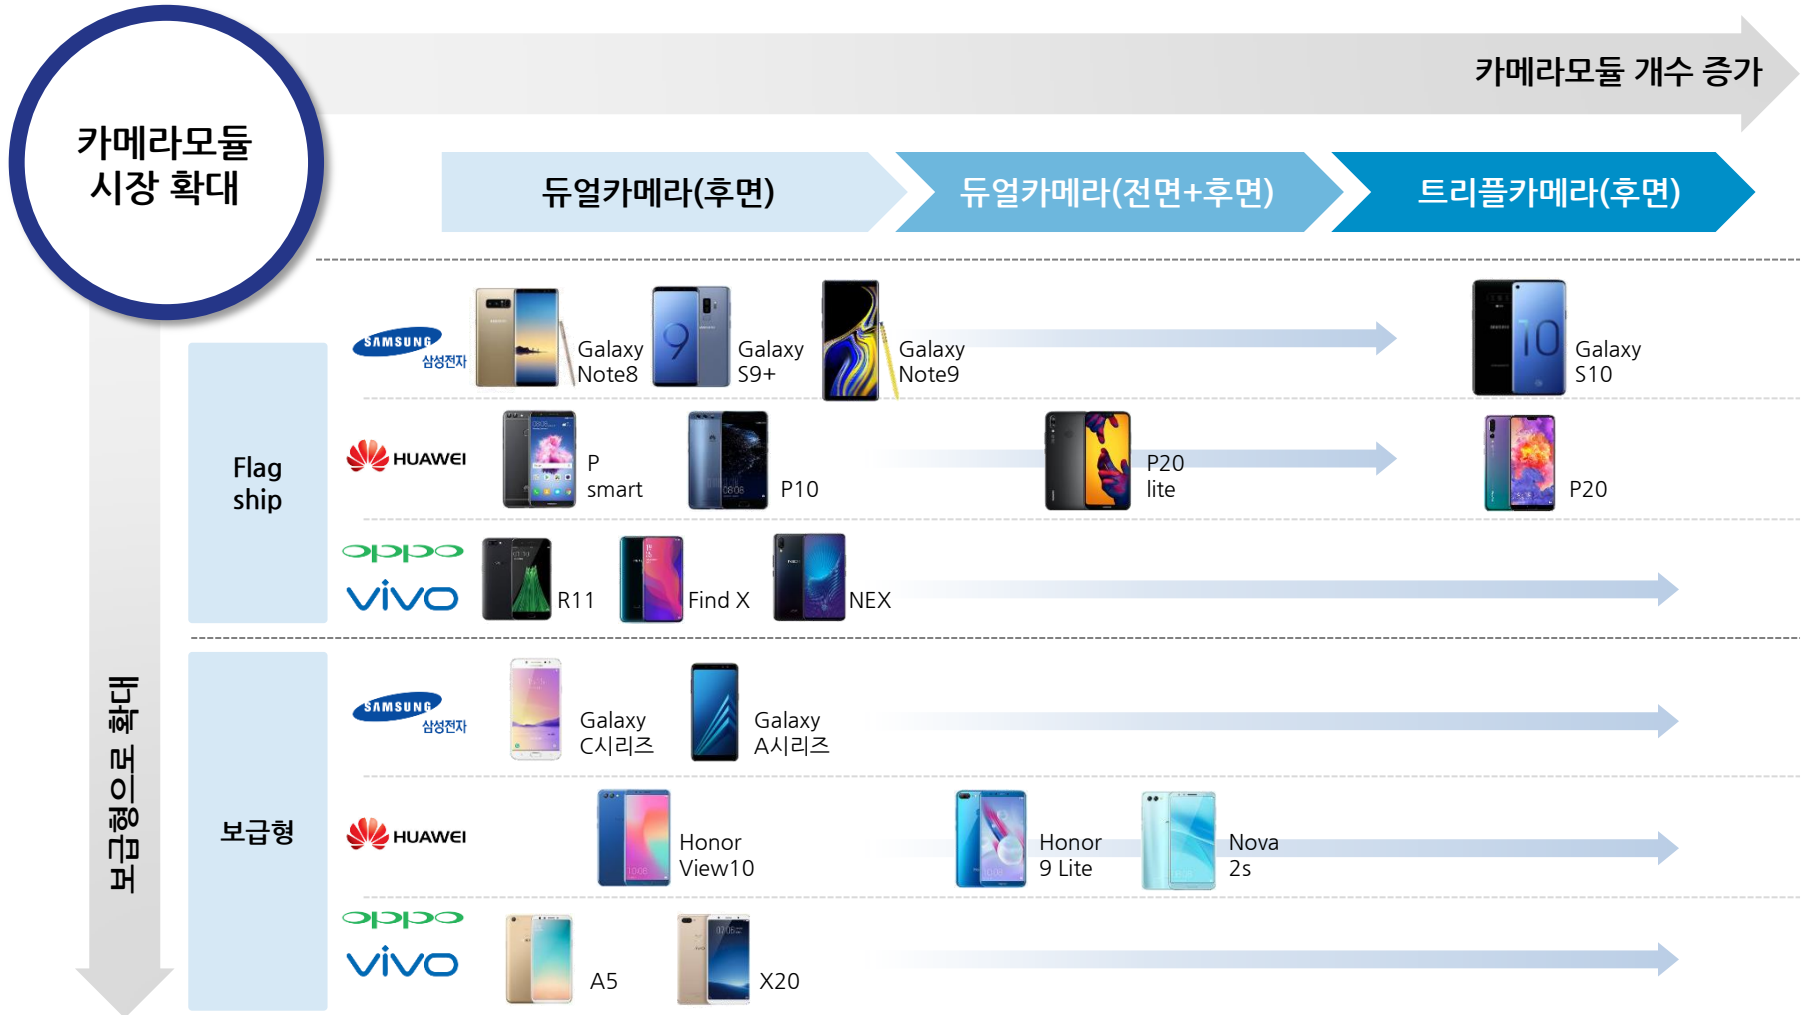 카메라모듈 개수 증가
카메라모듈
시장 확대
듀얼카메라(후면)
듀얼카메라(전면+후면)
트리플카메라(후면)
Flag
ship
SAMSUNG
삼성전자
Galaxy
Note8
Galaxy
S9+
Galaxy
Note9
Galaxy
S10
HUAWEI
P
smart
P10
P20
lite
P20
oppo
vivo
R11
Find X
NEX
보급형으로 확대
보급형
SAMSUNG
삼성전자
Galaxy
C시리즈
Galaxy
A시리즈
HUAWEI
Honor
View10
Honor
9 Lite
Nova
2s
oppo
vivo
A5
X20